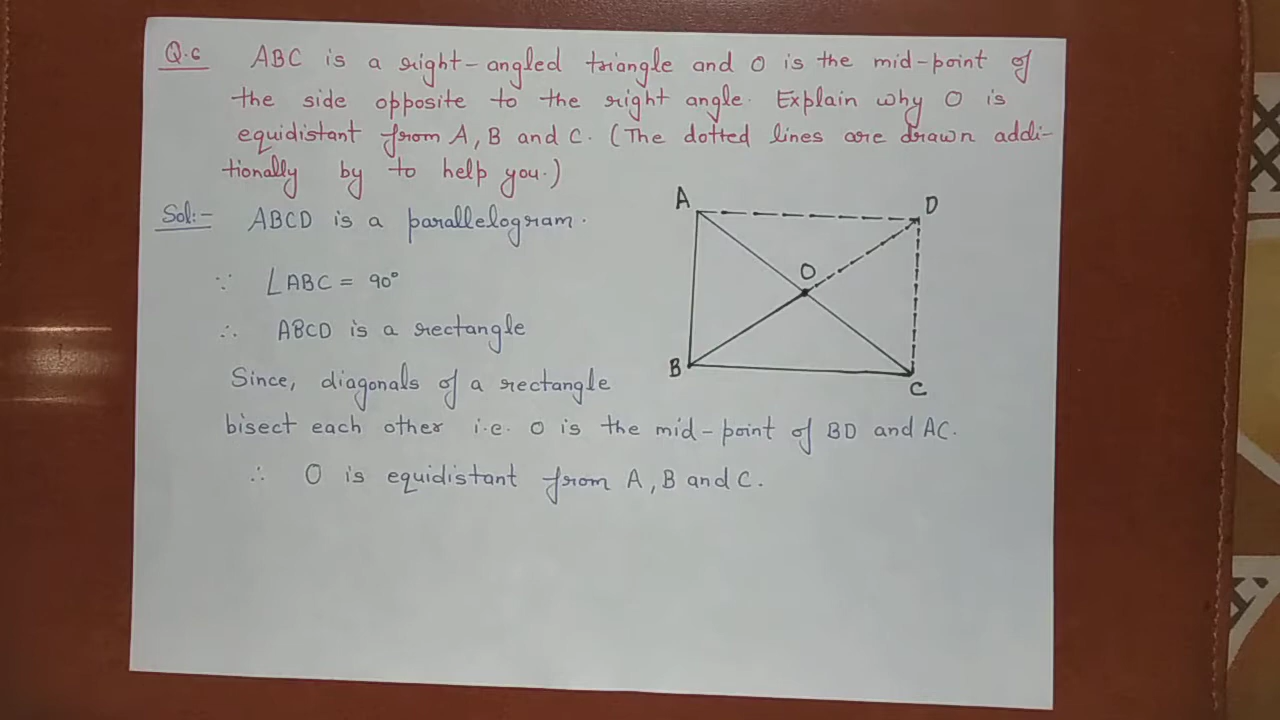 Q.6 ABC is a right-angled triangle and O is the mid-point of
the side opposite to the right angle. Explain why O is
equidistant from A, B and C. (The dotted lines are drawn addi-
tionally by to help you.)
Sol:- ABCD is a parallelogram.
∵ ∠ABC = 90°
∴ ABCD is a rectangle
Since, diagonals of a rectangle
bisect each other i.e. O is the mid-point of BD and AC.
∴ O is equidistant from A, B and C.
A D
O
B
C